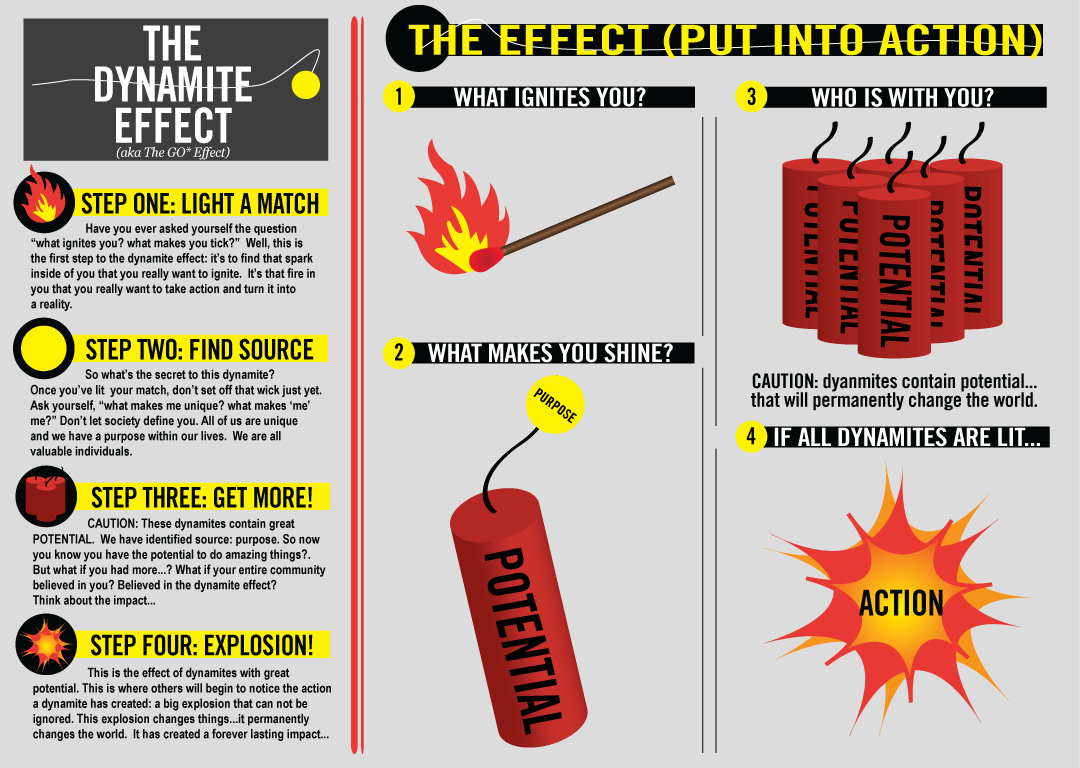 THE
DYNAMITE
EFFECT
(aka The GO* Effect)
STEP ONE: LIGHT A MATCH
Have you ever asked yourself the question
“what ignites you? what makes you tick?” Well, this is
the first step to the dynamite effect: it’s to find that spark
inside of you that you really want to ignite. It’s that fire in
you that you really want to take action and turn it into
a reality.
STEP TWO: FIND SOURCE
So what’s the secret to this dynamite?
Once you’ve lit your match, don’t set off that wick just yet.
Ask yourself, “what makes me unique? what makes ‘me’
me?” Don’t let society define you. All of us are unique
and we have a purpose within our lives. We are all
valuable individuals.
STEP THREE: GET MORE!
CAUTION: These dynamites contain great
POTENTIAL. We have identified source: purpose. So now
you know you have the potential to do amazing things?.
But what if you had more...? What if your entire community
believed in you? Believed in the dynamite effect?
Think about the impact...
STEP FOUR: EXPLOSION!
This is the effect of dynamites with great
potential. This is where others will begin to notice the action
a dynamite has created: a big explosion that can not be
ignored. This explosion changes things...it permanently
changes the world. It has created a forever lasting impact...
THE EFFECT (PUT INTO ACTION)
1 WHAT IGNITES YOU?
2 WHAT MAKES YOU SHINE?
PURPOSE
POTENTIAL
3 WHO IS WITH YOU?
POTENTIAL
POTENTIAL
POTENTIAL
POTENTIAL
POTENTIAL
CAUTION: dyanmites contain potential...
that will permanently change the world.
4 IF ALL DYNAMITES ARE LIT...
ACTION